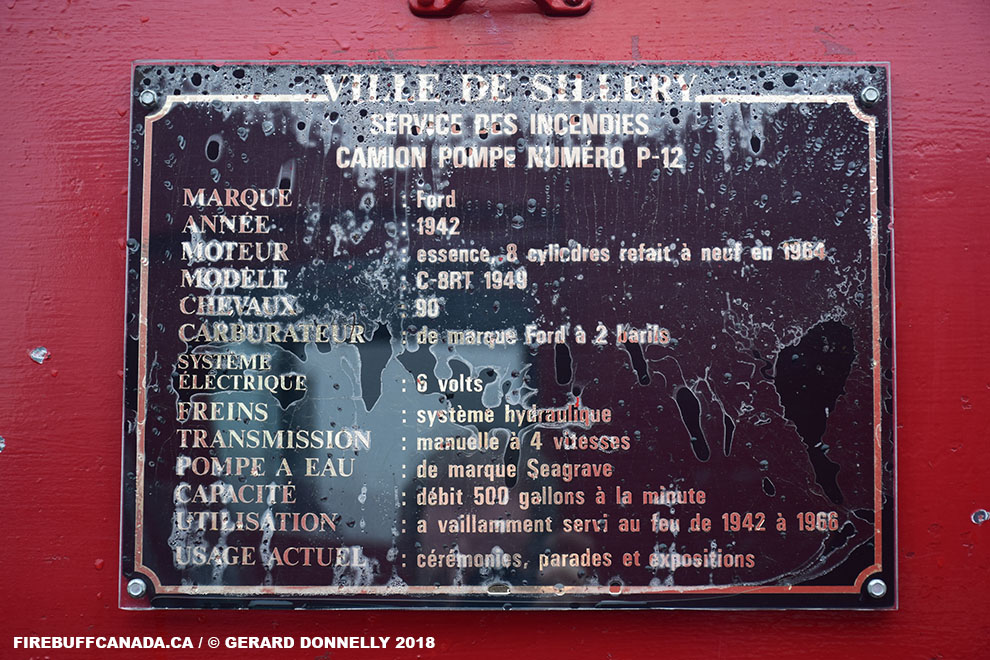 VILLE DE SILLERY
SERVICE DES INCENDIES
CAMION POMPE NUMÉRO P-12
MARQUE : Ford
ANNÉE : 1942
MOTEUR : essence, 8 cylindres refait à neuf en 1964
MODÈLE : C-8RT 1949
CHEVAUX : 90
CARBURATEUR : de marque Ford à 2 barils
SYSTÈME
ÉLECTRIQUE : 6 volts
FREINS : système hydraulique
TRANSMISSION : manuelle à 4 vitesses
POMPE A EAU : de marque Seagrave
CAPACITÉ : débit 500 gallons à la minute
UTILISATION : a vaillamment servi au feu de 1942 à 1966
USAGE ACTUEL : cérémonies, parades et expositions
FIREBUFFCANADA.CA / © GERARD DONNELLY 2018